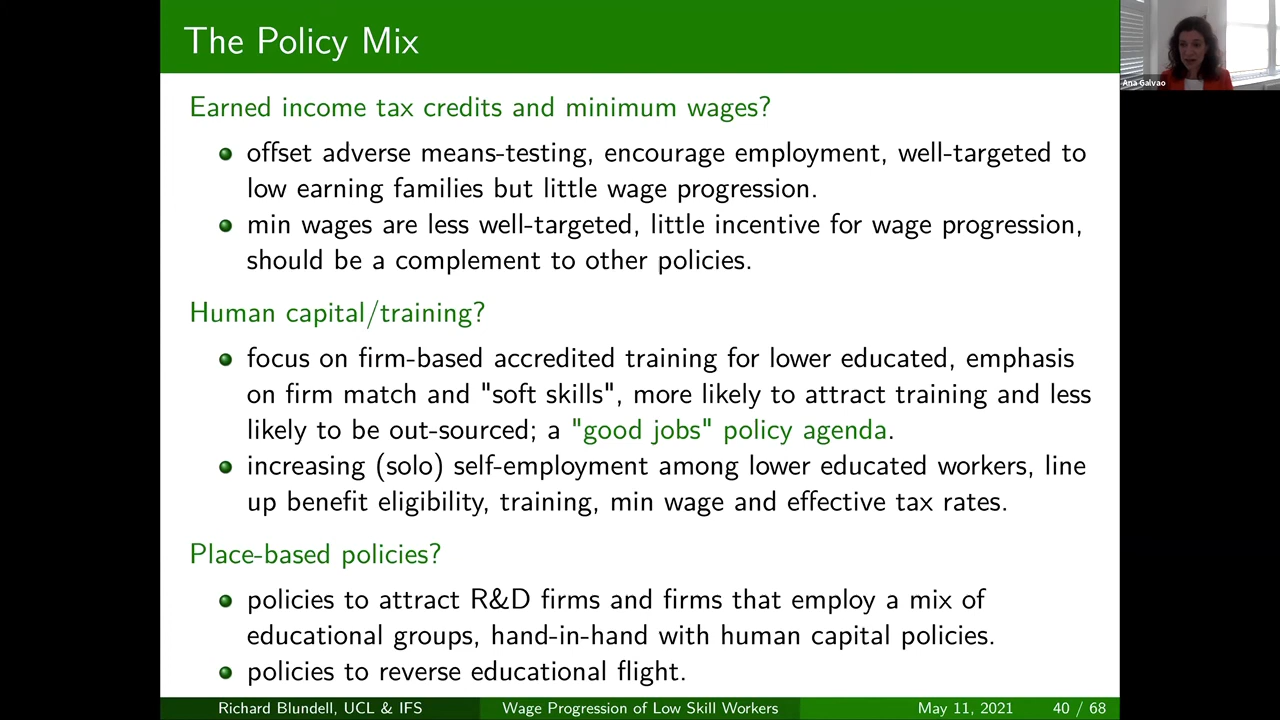 The Policy Mix
Ana Galvao
Earned income tax credits and minimum wages?
offset adverse means-testing, encourage employment, well-targeted to
low earning families but little wage progression.
min wages are less well-targeted, little incentive for wage progression,
should be a complement to other policies.
Human capital/training?
focus on firm-based accredited training for lower educated, emphasis
on firm match and "soft skills", more likely to attract training and less
likely to be out-sourced; a "good jobs" policy agenda.
increasing (solo) self-employment among lower educated workers, line
up benefit eligibility, training, min wage and effective tax rates.
Place-based policies?
policies to attract R&D firms and firms that employ a mix of
educational groups, hand-in-hand with human capital policies.
policies to reverse educational flight.
Richard Blundell, UCL & IFS Wage Progression of Low Skill Workers May 11, 2021 40 / 68